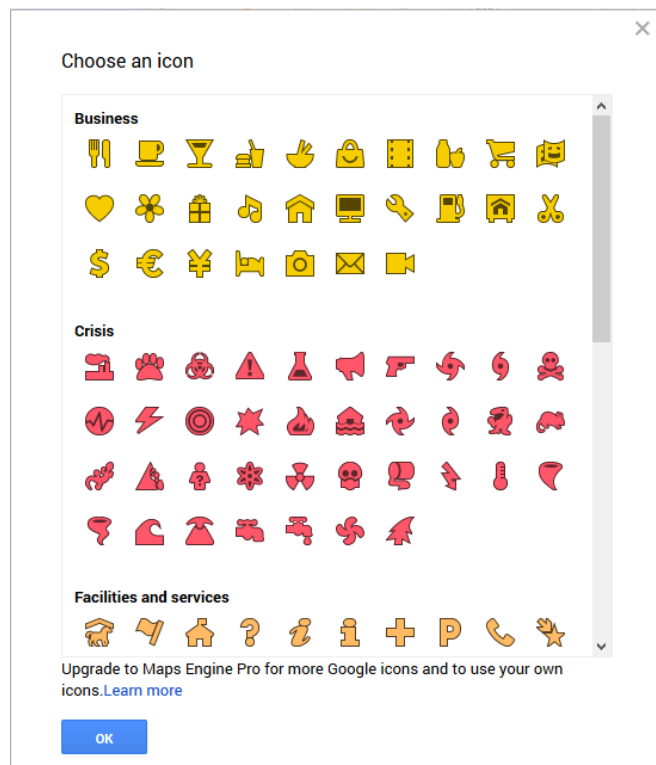 Choose an icon
Business
Crisis
Facilities and services
Upgrade to Maps Engine Pro for more Google icons and to use your own
icons.Learn more
OK